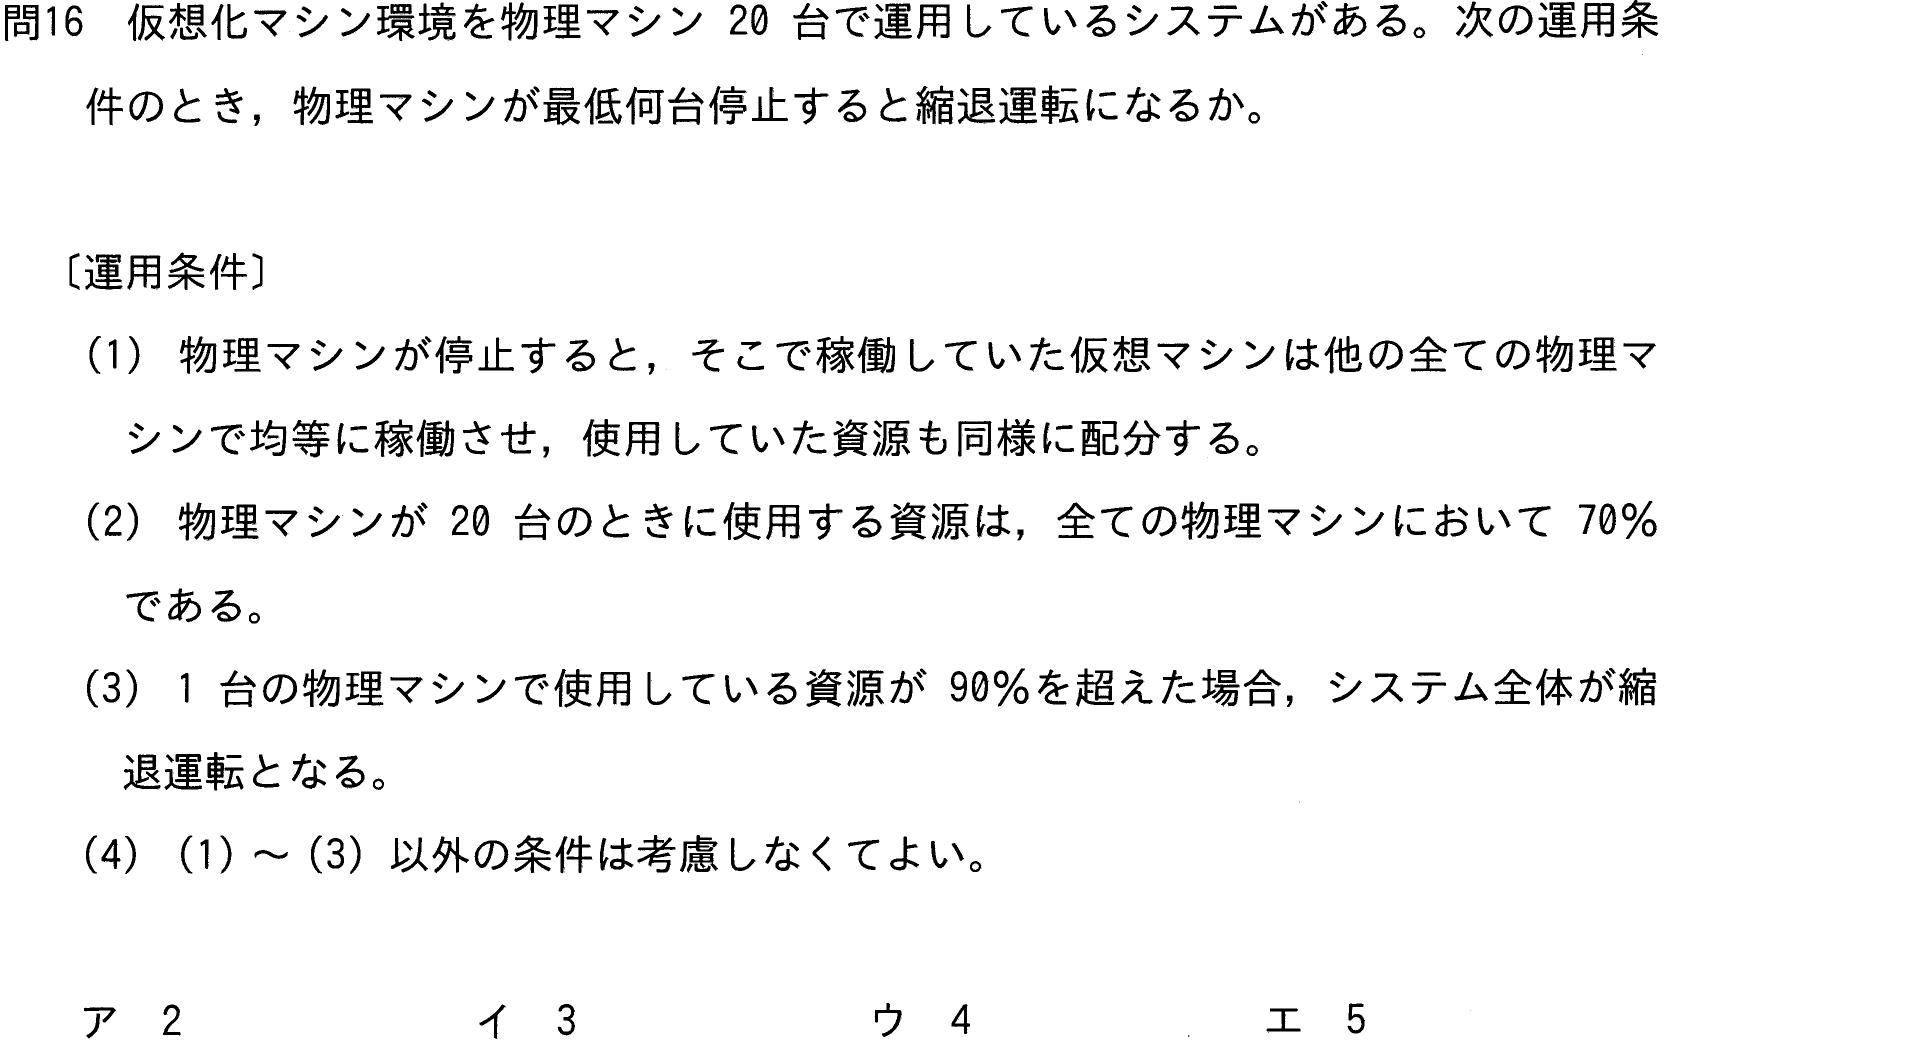 問16 仮想化マシン環境を物理マシン 20 台で運用しているシステムがある。次の運用条
件のとき，物理マシンが最低何台停止すると縮退運転になるか。
〔運用条件〕
(1) 物理マシンが停止すると，そこで稼働していた仮想マシンは他の全ての物理マ
シンで均等に稼働させ，使用していた資源も同様に配分する。
(2) 物理マシンが 20 台のときに使用する資源は，全ての物理マシンにおいて 70％
である。
(3) 1 台の物理マシンで使用している資源が 90％を超えた場合，システム全体が縮
退運転となる。
(4) (1)～(3) 以外の条件は考慮しなくてよい。
ア 2 イ 3 ウ 4 エ 5